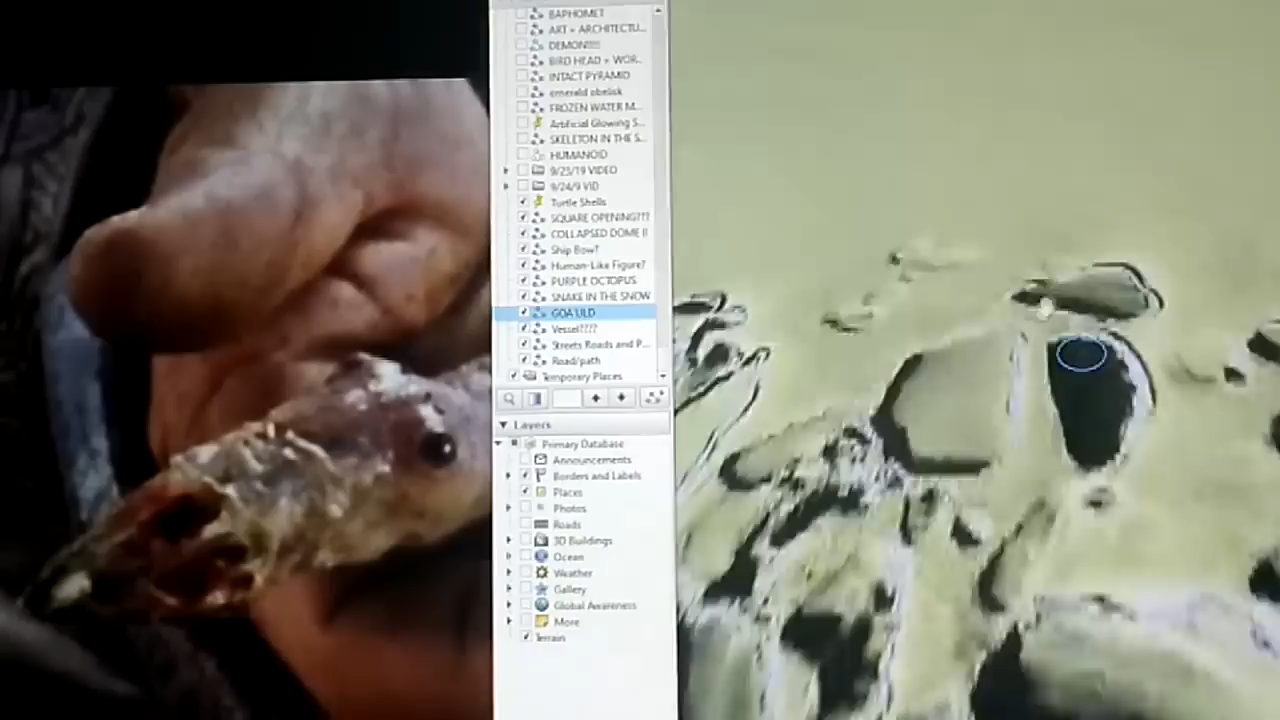 BAPHOMET
ART + ARCHITECTU...
DEMON!!!!
BIRD HEAD + WOR...
INTACT PYRAMID
emerald obelisk
FROZEN WATER M...
Artificial Glowing S...
SKELETON IN THE S...
HUMANOID
9/25/19 VIDEO
9/24/9 VID
Turtle Shells
SQUARE OPENING???
COLLAPSED DOME II
Ship Bow?
Human-Like Figure?
PURPLE OCTOPUS
SNAKE IN THE SNOW
GOA'ULD
Vessel????
Streets Roads and P...
Road/path
Temporary Places
Layers
Primary Database
Announcements
Borders and Labels
Places
Photos
Roads
3D Buildings
Ocean
Weather
Gallery
Global Awareness
More
Terrain